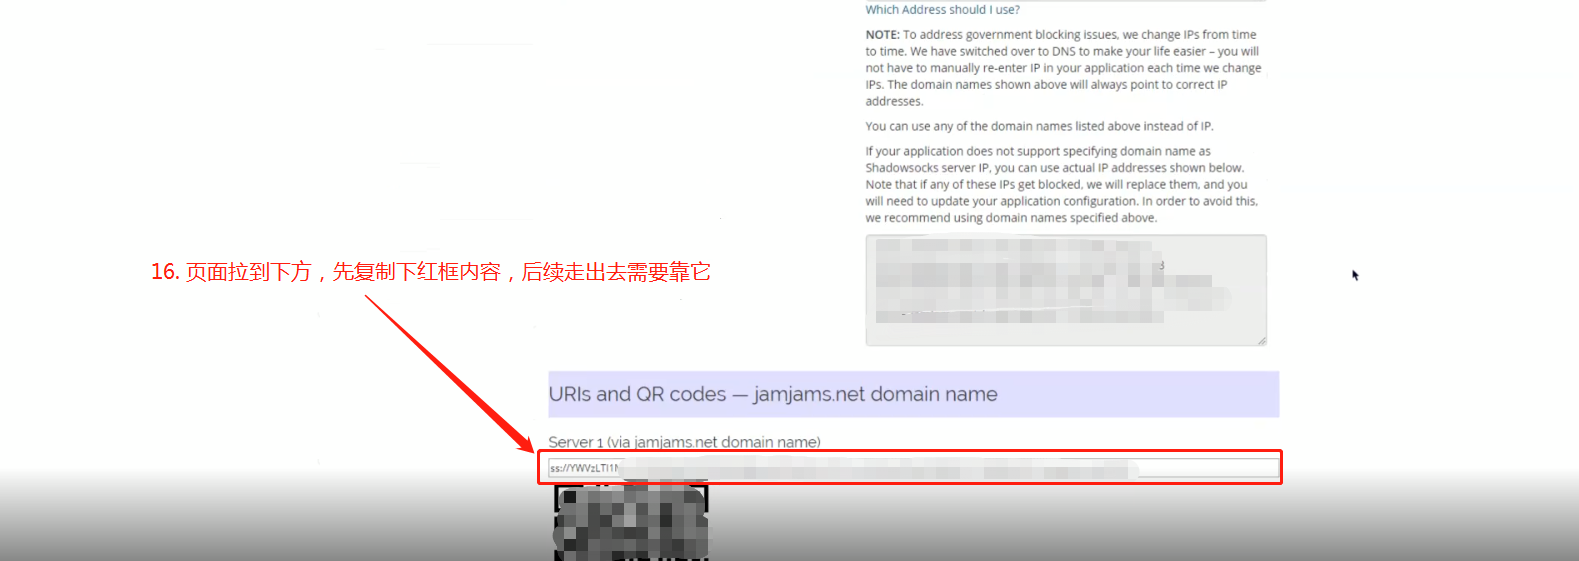 Which Address should I use?
NOTE: To address government blocking issues, we change IPs from time
to time. We have switched over to DNS to make your life easier – you will
not have to manually re-enter IP in your application each time we change
IPs. The domain names shown above will always point to correct IP
addresses.
You can use any of the domain names listed above instead of IP.
If your application does not support specifying domain name as
Shadowsocks server IP, you can use actual IP addresses shown below.
Note that if any of these IPs get blocked, we will replace them, and you
will need to update your application configuration. In order to avoid this,
we recommend using domain names specified above.
16. 页面拉到下方，先复制下红框内容，后续走出去需要靠它
URIs and QR codes — jamjams.net domain name
Server 1 (via jamjams.net domain name)